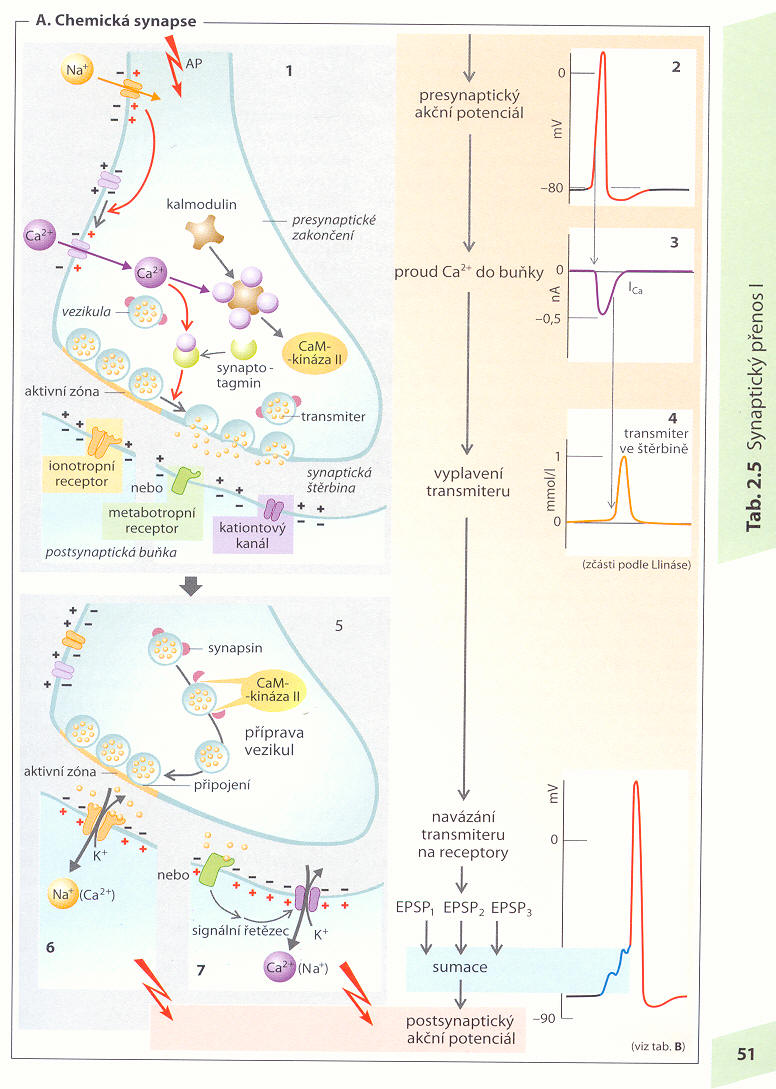 A. Chemická synapse
Na⁺
AP
1
kalmodulin
presynaptické
zakončení
Ca²⁺
Ca²⁺
vezikula
CaM-
-kináza II
synapto-
tagmin
aktivní zóna
transmiter
ionotropní
receptor
nebo
metabotropní
receptor
synaptická
štěrbina
kationtový
kanál
postsynaptická buňka
presynaptický
akční potenciál
proud Ca²⁺ do buňky
vyplavení
transmiteru
2
0
mV
–80
3
0
nA
I_Ca
–0,5
4
transmiter
ve štěrbině
1
mmol/l
0
(zčásti podle Llináse)
5
synapsin
CaM-
-kináza II
příprava
vezikul
aktivní zóna
připojení
K⁺
Na⁺ (Ca²⁺)
6
nebo
signální řetězec
K⁺
7
Ca²⁺ (Na⁺)
navázání
transmiteru
na receptory
EPSP₁ EPSP₂ EPSP₃
sumace
postsynaptický
akční potenciál
mV
0
–90
(viz tab. B)
Tab. 2.5 Synaptický přenos I
51